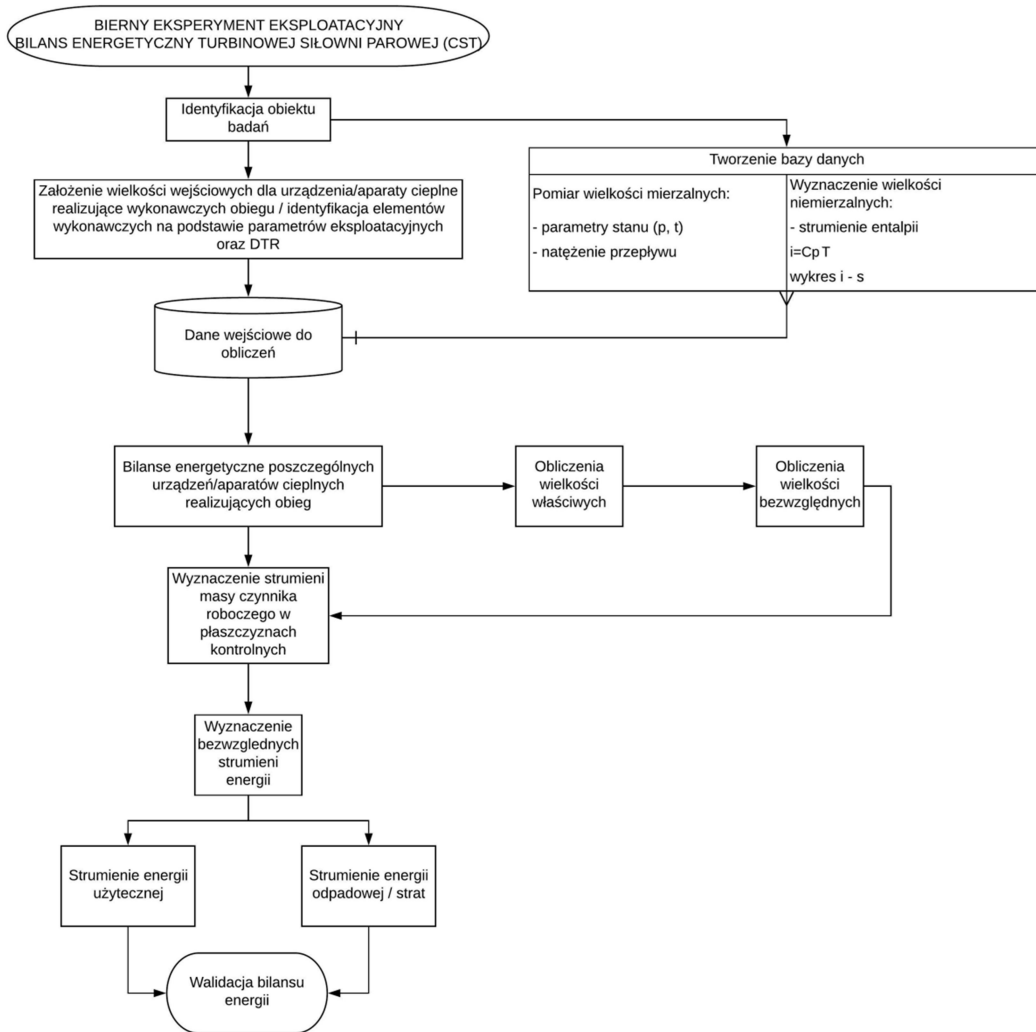 BIERNY EKSPERYMENT EKSPLOATACYJNY
BILANS ENERGETYCZNY TURBINOWEJ SIŁOWNI PAROWEJ (CST)
Identyfikacja obiektu
badań
Tworzenie bazy danych
Pomiar wielkości mierzalnych:
- parametry stanu (p, t)
- natężenie przepływu
Wyznaczenie wielkości
niemierzalnych:
- strumienie entalpii
i=Cp T
wykres i - s
Założenie wielkości wejściowych dla urządzenia/aparaty cieplne
realizujące wykonawczych obiegu / identyfikacja elementów
wykonawczych na podstawie parametrów eksploatacyjnych
oraz DTR
Dane wejściowe do
obliczeń
Bilanse energetyczne poszczególnych
urządzeń/aparatów cieplnych
realizujących obieg
Obliczenia
wielkości
właściwych
Obliczenia
wielkości
bezwzględnych
Wyznaczenie strumieni
masy czynnika
roboczego w
płaszczyznach
kontrolnych
Wyznaczenie
bezwzglednych
strumieni
energii
Strumienie energii
użytecznej
Strumienie energii
odpadowej / strat
Walidacja bilansu
energii